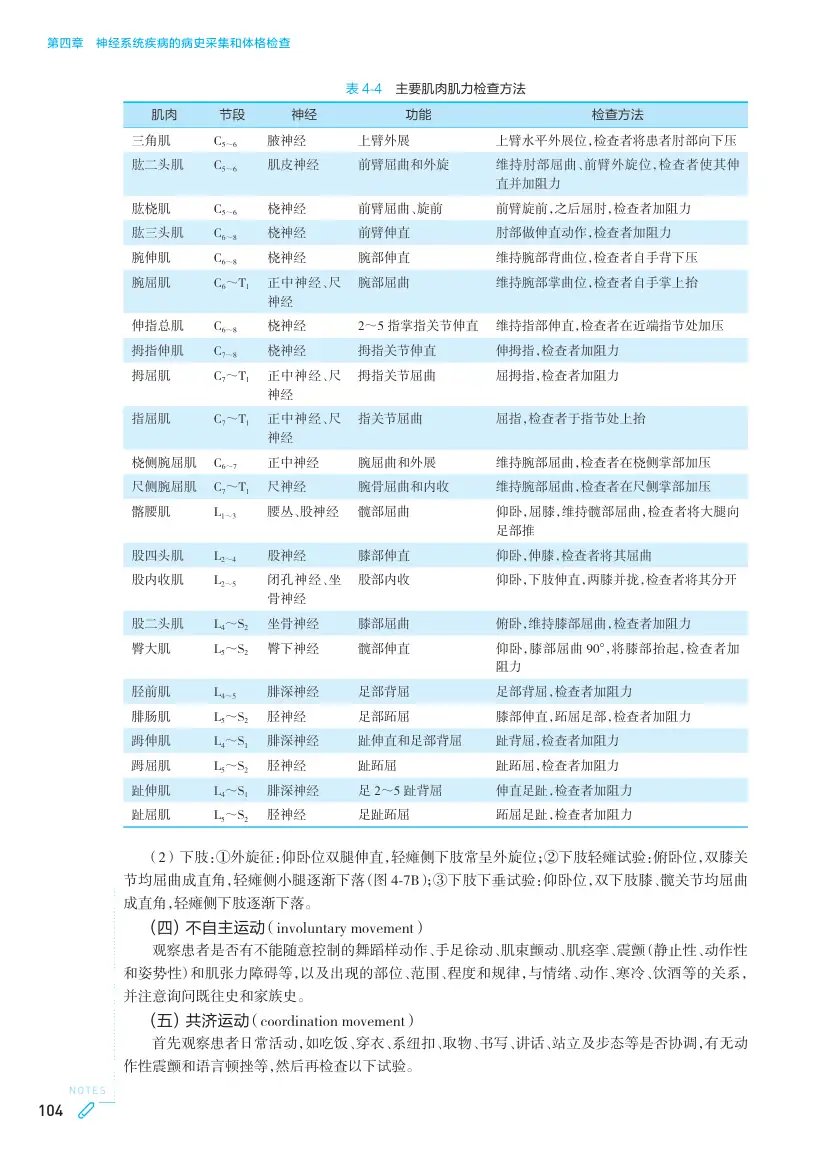 第四章 神经系统疾病的病史采集和体格检查
表 4-4 主要肌肉肌力检查方法
肌肉 节段 神经 功能 检查方法
三角肌 C5~6 腋神经 上臂外展 上臂水平外展位,检查者将患者肘部向下压
肱二头肌 C5~6 肌皮神经 前臂屈曲和外旋 维持肘部屈曲、前臂外旋位,检查者使其伸
直并加阻力
肱桡肌 C5~6 桡神经 前臂屈曲、旋前 前臂旋前,之后屈肘,检查者加阻力
肱三头肌 C6~8 桡神经 前臂伸直 肘部做伸直动作,检查者加阻力
腕伸肌 C6~8 桡神经 腕部伸直 维持腕部背曲位,检查者自手背下压
腕屈肌 C6~T1 正中神经、尺 腕部屈曲 维持腕部掌曲位,检查者自手掌上抬
神经
伸指总肌 C6~8 桡神经 2~5 指掌指关节伸直 维持指部伸直,检查者在近端指节处加压
拇指伸肌 C7~8 桡神经 拇指关节伸直 伸拇指,检查者加阻力
拇屈肌 C7~T1 正中神经、尺 拇指关节屈曲 屈拇指,检查者加阻力
神经
指屈肌 C7~T1 正中神经、尺 指关节屈曲 屈指,检查者于指节处上抬
神经
桡侧腕屈肌 C6~7 正中神经 腕屈曲和外展 维持腕部屈曲,检查者在桡侧掌部加压
尺侧腕屈肌 C7~T1 尺神经 腕骨屈曲和内收 维持腕部屈曲,检查者在尺侧掌部加压
髂腰肌 L1~3 腰丛、股神经 髋部屈曲 仰卧,屈膝,维持髋部屈曲,检查者将大腿向
足部推
股四头肌 L2~4 股神经 膝部伸直 仰卧,伸膝,检查者将其屈曲
股内收肌 L2~5 闭孔神经、坐 股部内收 仰卧,下肢伸直,两膝并拢,检查者将其分开
骨神经
股二头肌 L4~S2 坐骨神经 膝部屈曲 俯卧,维持膝部屈曲,检查者加阻力
臀大肌 L5~S2 臀下神经 髋部伸直 仰卧,膝部屈曲 90°,将膝部抬起,检查者加
阻力
胫前肌 L4~5 腓深神经 足部背屈 足部背屈,检查者加阻力
腓肠肌 L5~S2 胫神经 足部跖屈 膝部伸直,跖屈足部,检查者加阻力
𧿹伸肌 L4~S1 腓深神经 趾伸直和足部背屈 趾背屈,检查者加阻力
𧿹屈肌 L5~S2 胫神经 趾跖屈 趾跖屈,检查者加阻力
趾伸肌 L4~S1 腓深神经 足 2~5 趾背屈 伸直足趾,检查者加阻力
趾屈肌 L5~S2 胫神经 足趾跖屈 跖屈足趾,检查者加阻力
(2)下肢:①外旋征:仰卧位双腿伸直,轻瘫侧下肢常呈外旋位;②下肢轻瘫试验:俯卧位,双膝关
节均屈曲成直角,轻瘫侧小腿逐渐下落(图 4-7B);③下肢下垂试验:仰卧位,双下肢膝、髋关节均屈曲
成直角,轻瘫侧下肢逐渐下落。
(四)不自主运动(involuntary movement)
观察患者是否有不能随意控制的舞蹈样动作、手足徐动、肌束颤动、肌痉挛、震颤(静止性、动作性
和姿势性)和肌张力障碍等,以及出现的部位、范围、程度和规律,与情绪、动作、寒冷、饮酒等的关系,
并注意询问既往史和家族史。
(五)共济运动(coordination movement)
首先观察患者日常活动,如吃饭、穿衣、系纽扣、取物、书写、讲话、站立及步态等是否协调,有无动
作性震颤和语言顿挫等,然后再检查以下试验。
NOTES
104